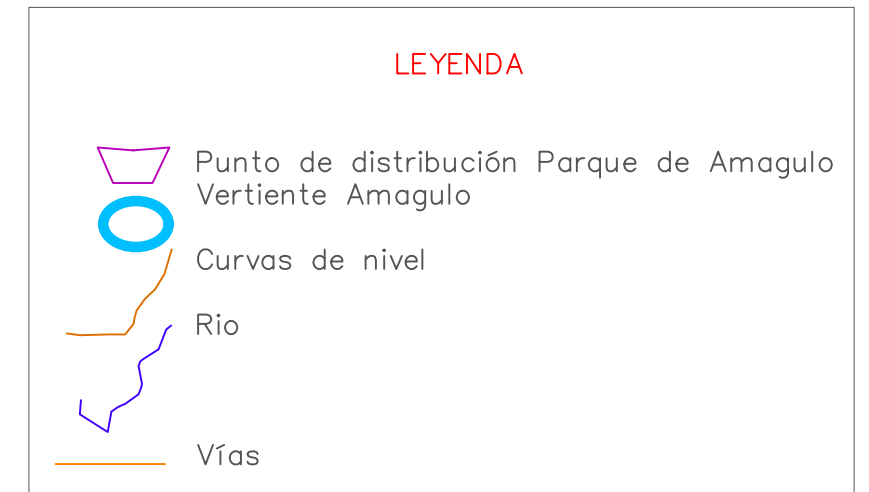 LEYENDA
Punto de distribución Parque de Amagulo
Vertiente Amagulo
Curvas de nivel
Rio
Vías